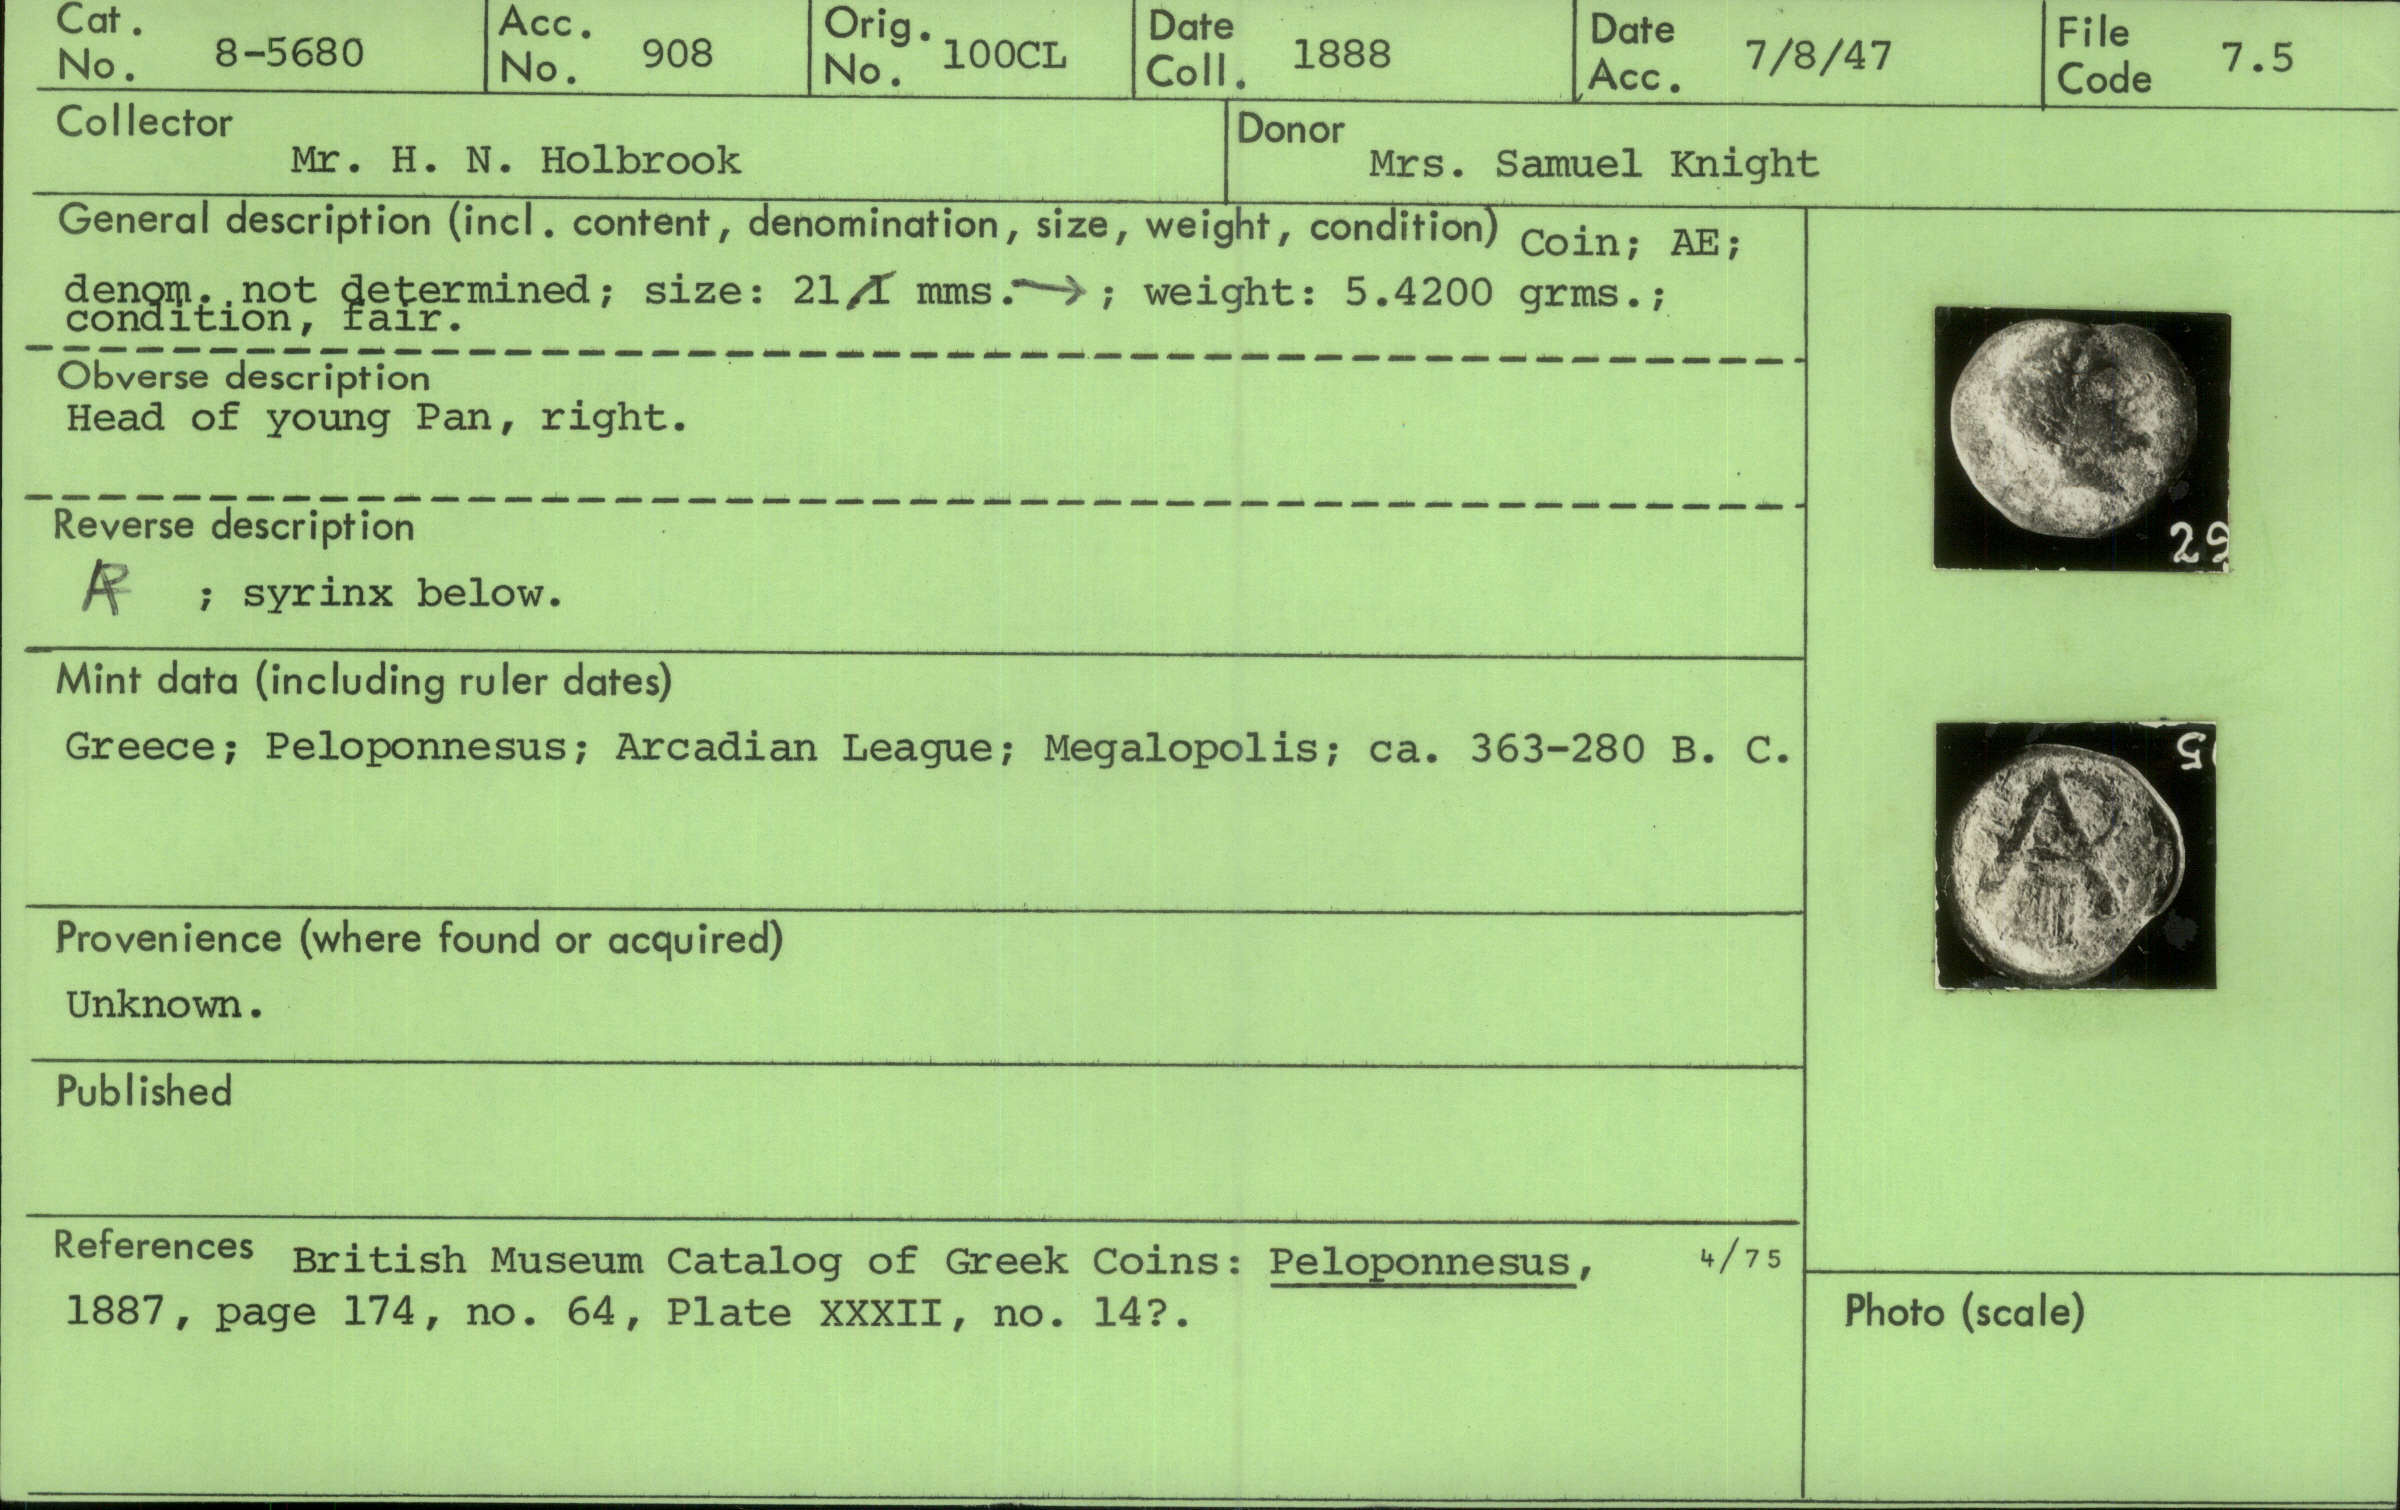 Cat. No. 8-5680
Acc. No. 908
Orig. No. 100CL
Date Coll. 1888
Date Acc. 7/8/47
File Code 7.5
Collector
Mr. H. N. Holbrook
Donor
Mrs. Samuel Knight
General description (incl. content, denomination, size, weight, condition) Coin; AE;
denom. not determined; size: 21 mms. → ; weight: 5.4200 grms.;
condition, fair.
Obverse description
Head of young Pan, right.
29
Reverse description
; syrinx below.
Mint data (including ruler dates)
Greece; Peloponnesus; Arcadian League; Megalopolis; ca. 363-280 B. C.
Provenience (where found or acquired)
Unknown.
Published
References British Museum Catalog of Greek Coins: Peloponnesus, 4/75
1887, page 174, no. 64, Plate XXXII, no. 14?.
Photo (scale)